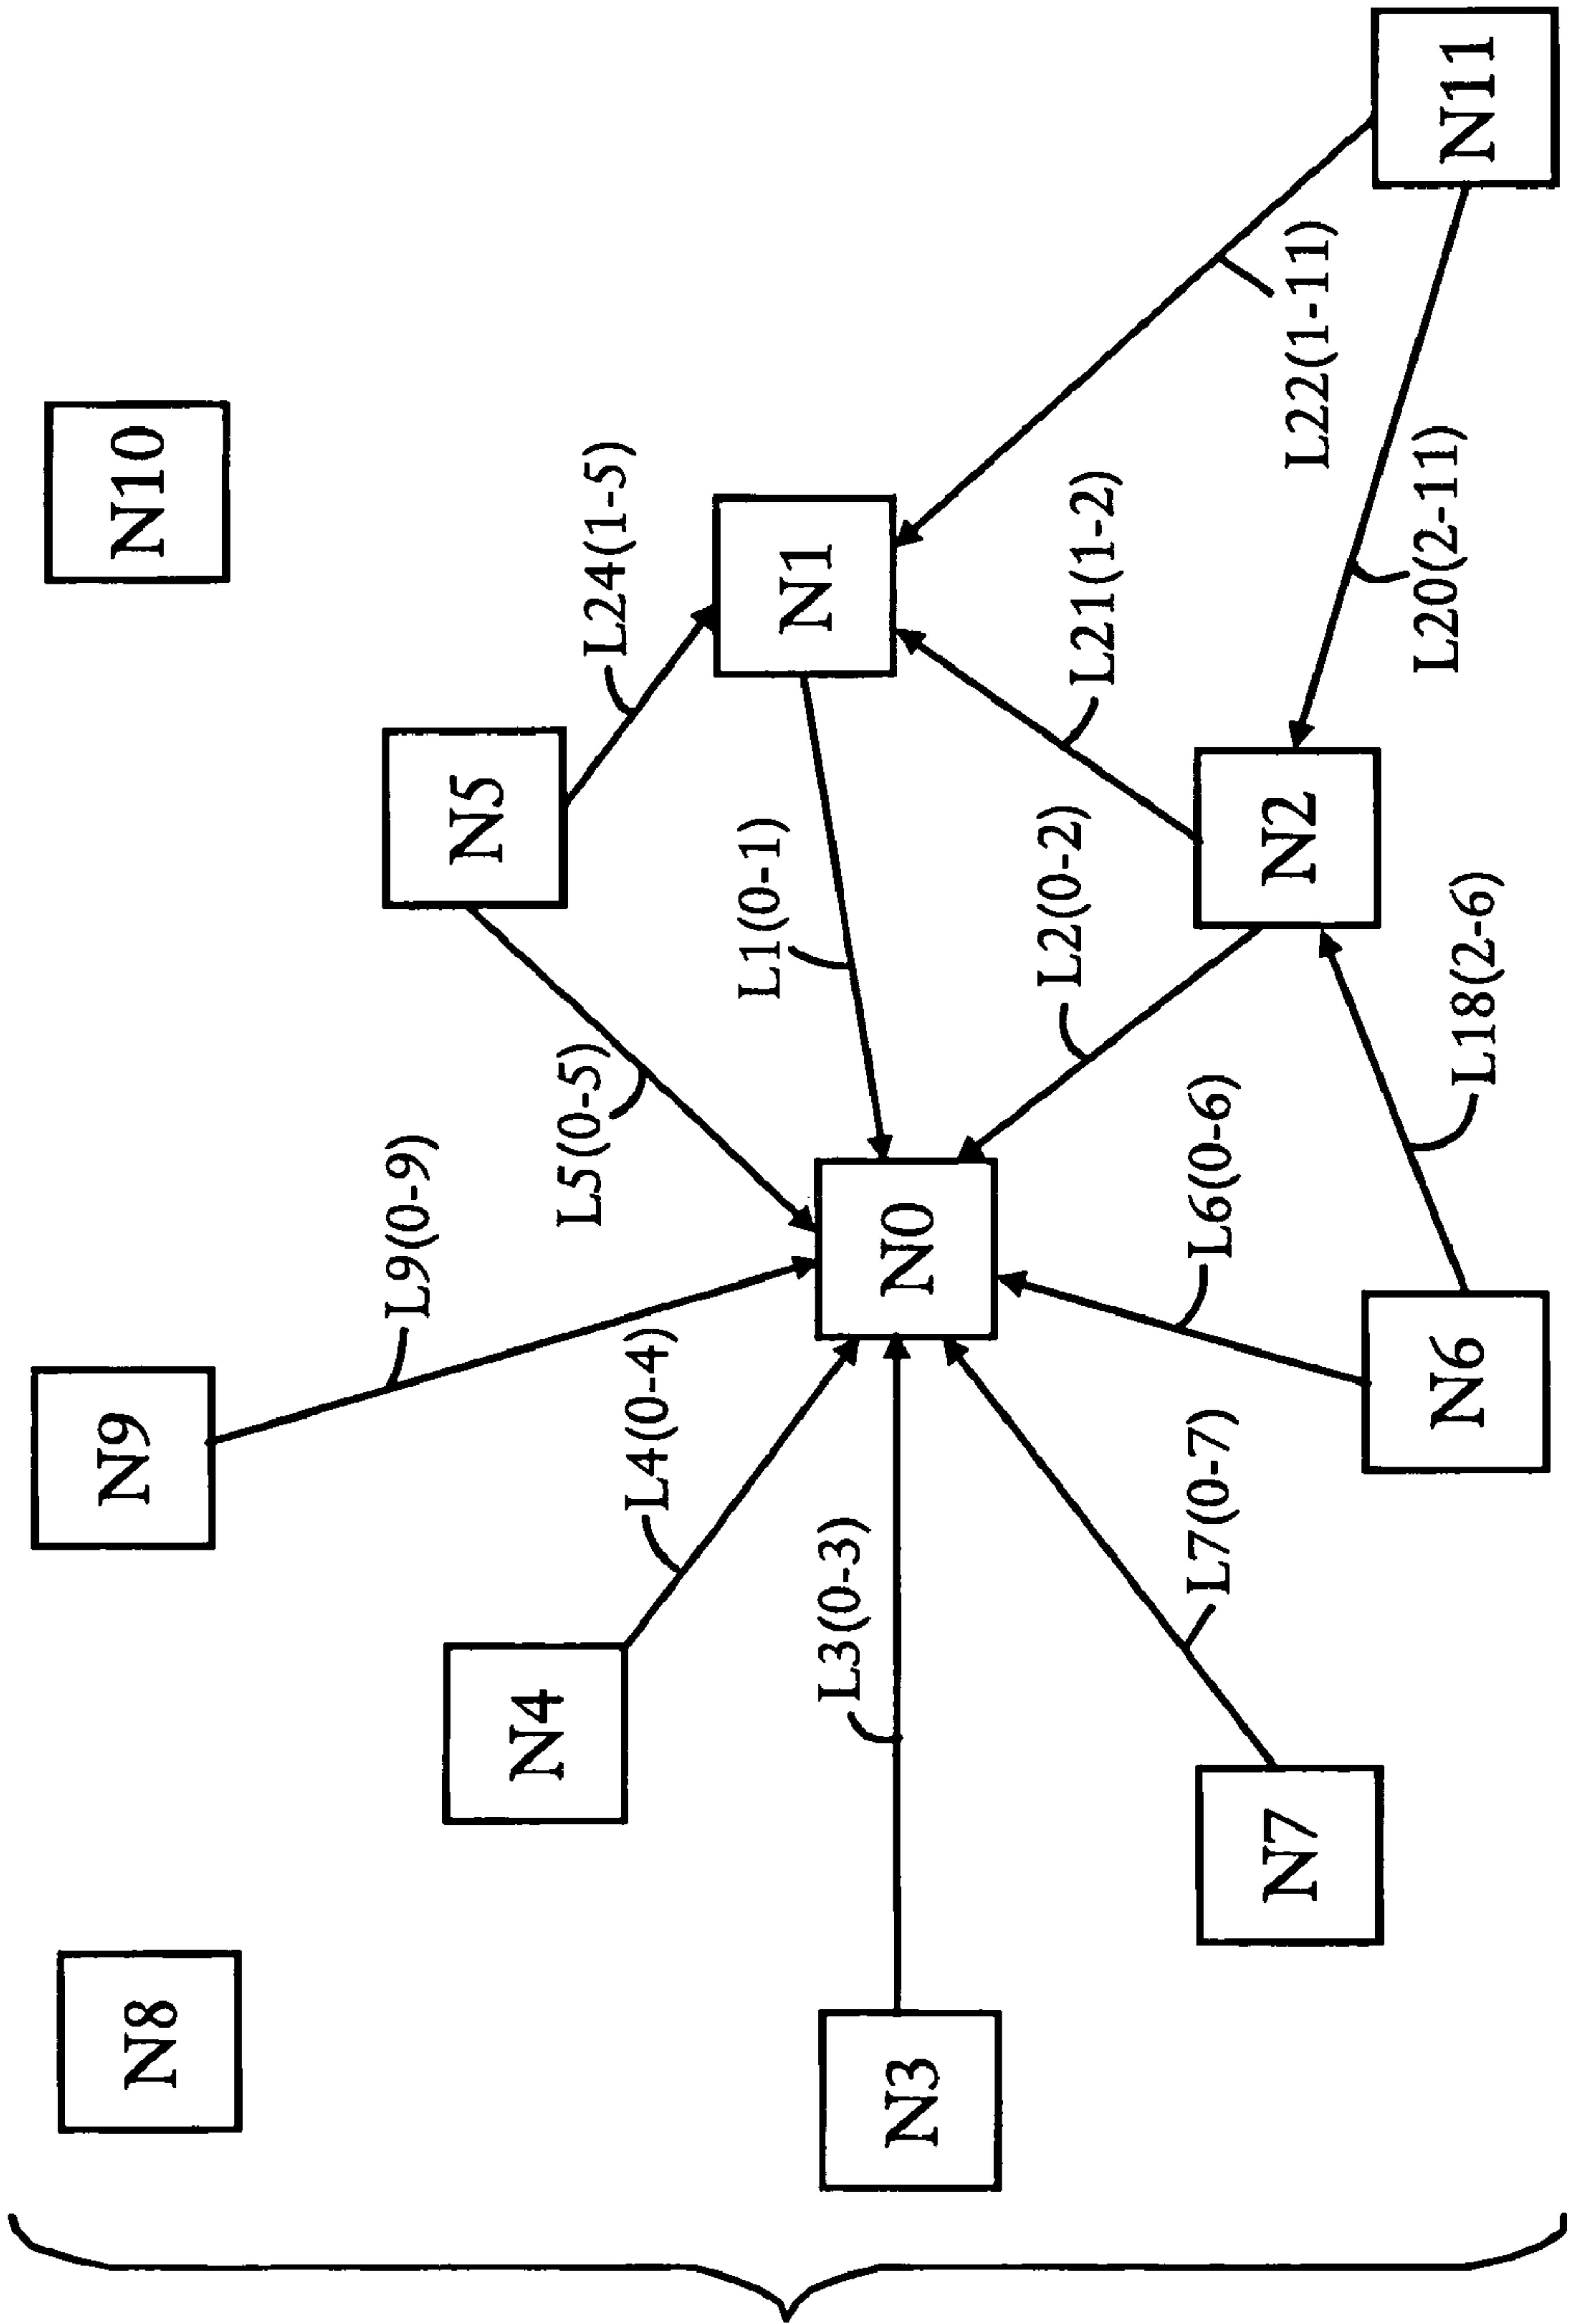 N8
N9
N10
N4
L9(0-9)
N5
L24(1-5)
L4(0-4)
L5(0-5)
N3
L3(0-3)
N0
L1(0-1)
N1
L2(0-2)
L21(1-2)
N7
L7(0-7)
L6(0-6)
N2
L22(1-11)
N6
L18(2-6)
L20(2-11)
N11